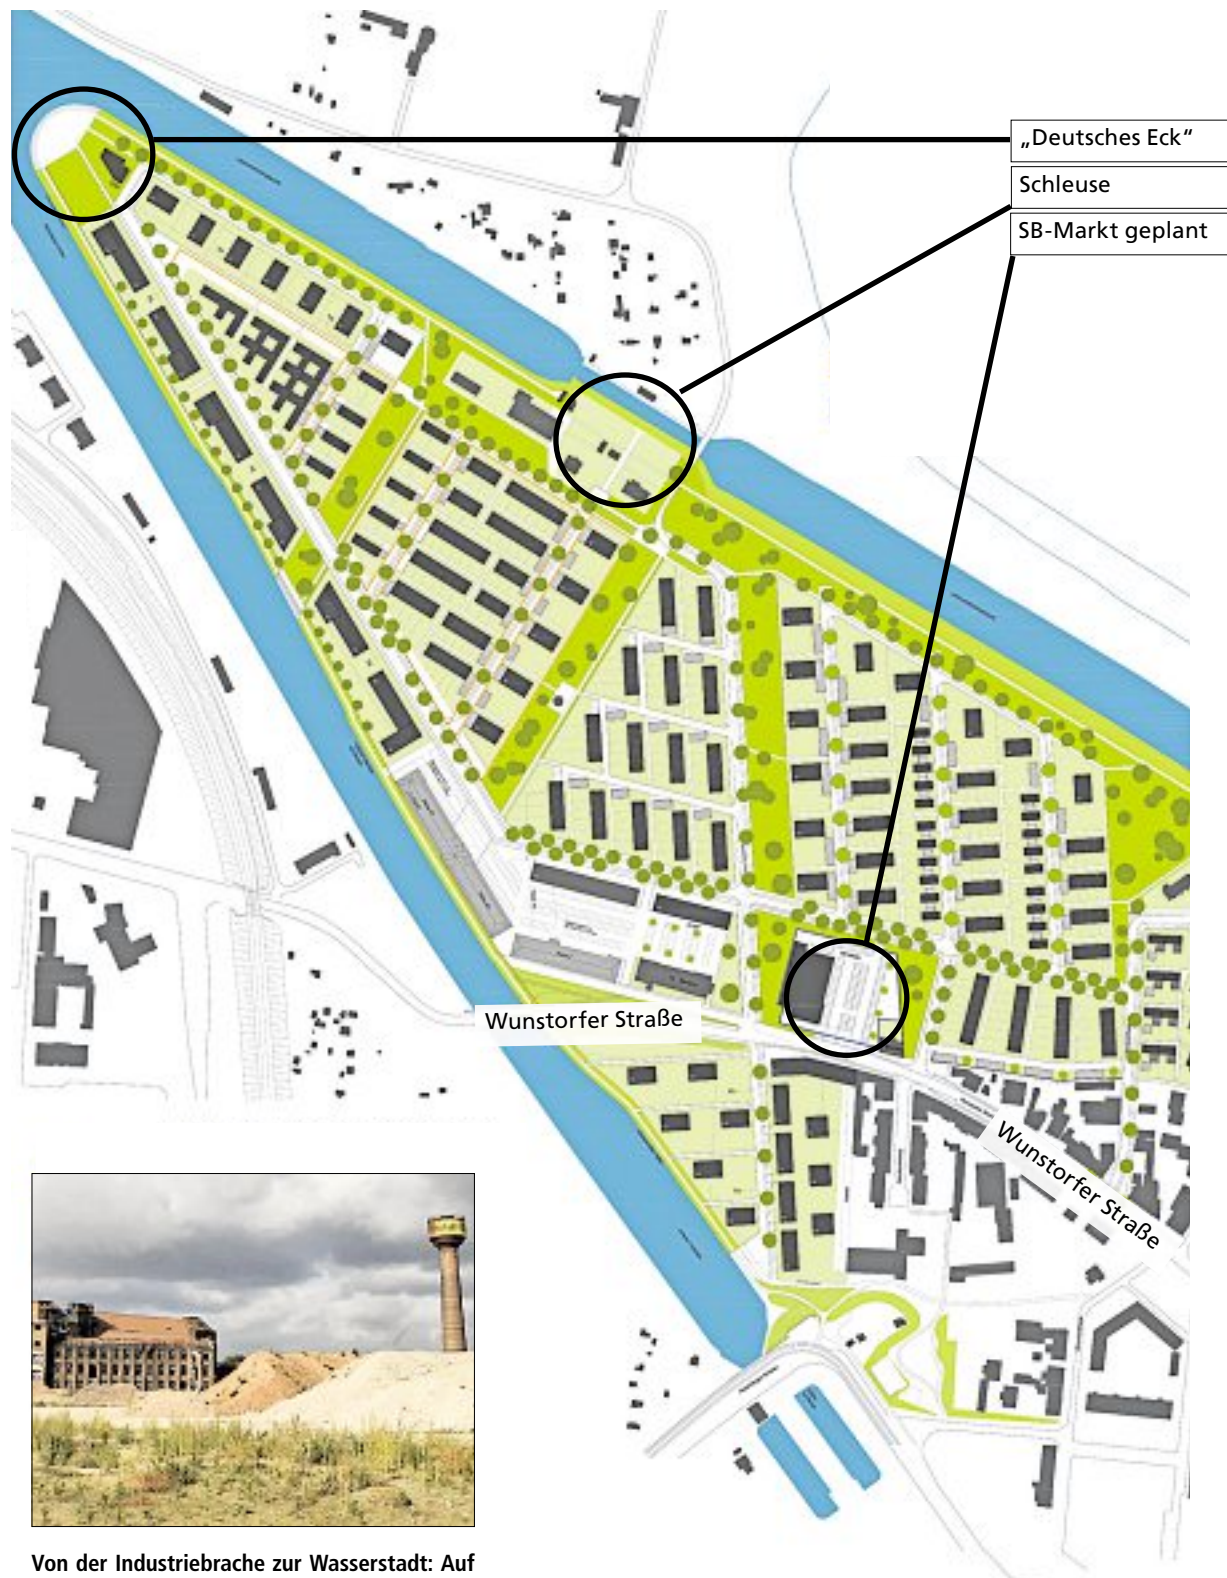 „Deutsches Eck“
Schleuse
SB-Markt geplant
Wunstorfer Straße
Wunstorfer Straße
Von der Industriebrache zur Wasserstadt: Auf